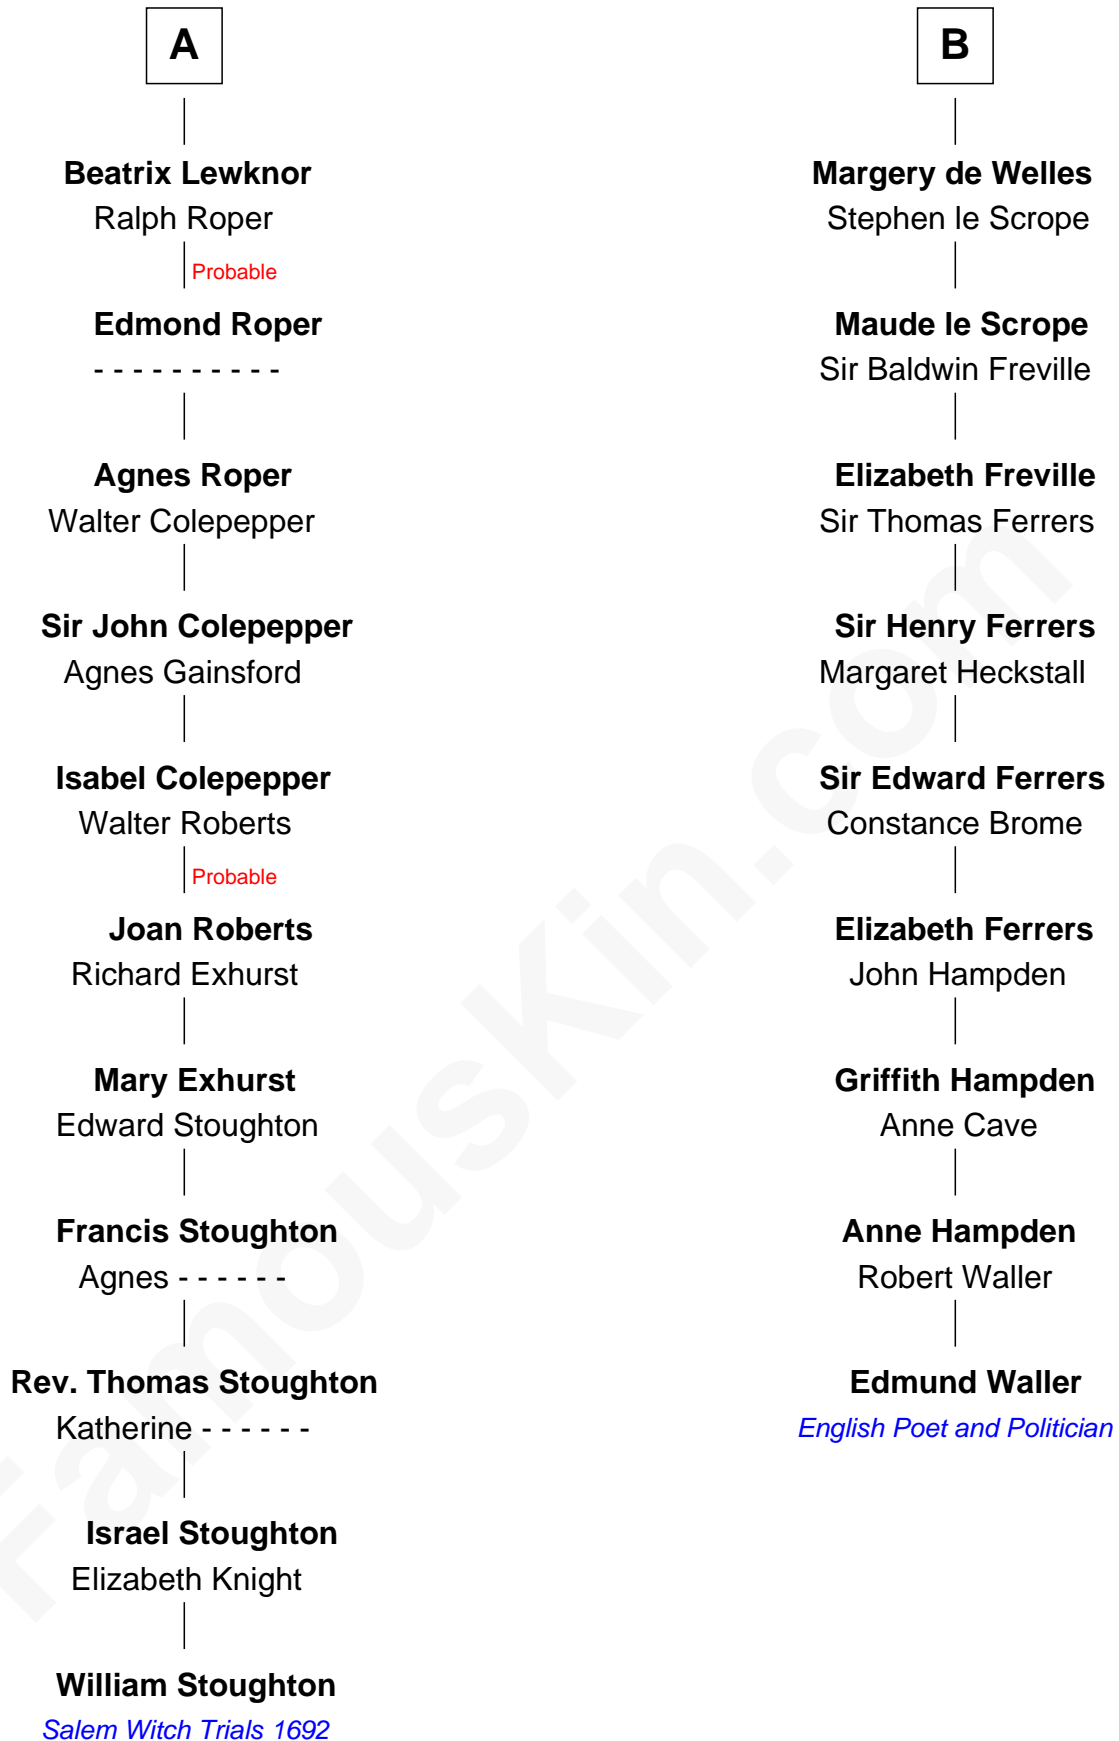 A
Beatrix Lewknor
Ralph Roper
Probable
Edmond Roper
- - - - - - - - - -
Agnes Roper
Walter Colepepper
Sir John Colepepper
Agnes Gainsford
Isabel Colepepper
Walter Roberts
Probable
Joan Roberts
Richard Exhurst
Mary Exhurst
Edward Stoughton
Francis Stoughton
Agnes - - - - - -
Rev. Thomas Stoughton
Katherine - - - - - -
Israel Stoughton
Elizabeth Knight
William Stoughton
Salem Witch Trials 1692
B
Margery de Welles
Stephen le Scrope
Maude le Scrope
Sir Baldwin Freville
Elizabeth Freville
Sir Thomas Ferrers
Sir Henry Ferrers
Margaret Heckstall
Sir Edward Ferrers
Constance Brome
Elizabeth Ferrers
John Hampden
Griffith Hampden
Anne Cave
Anne Hampden
Robert Waller
Edmund Waller
English Poet and Politician
FamousKin.com